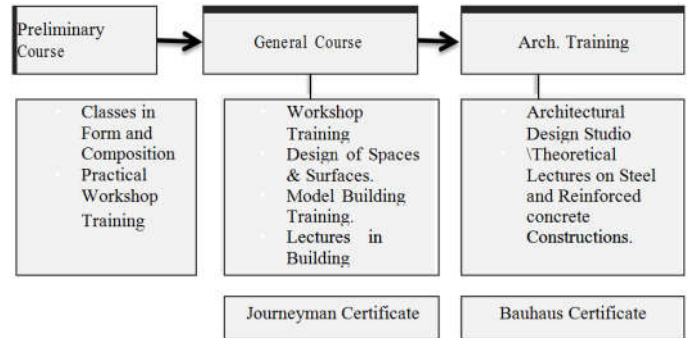 Preliminary
Course
General Course
Arch. Training
Classes in
Form and
Composition
Practical
Workshop
Training
Workshop
Training
Design of Spaces
& Surfaces.
Model Building
Training.
Lectures in
Building
Architectural
Design Studio
\Theoretical
Lectures on Steel
and Reinforced
concrete
Constructions.
Journeyman Certificate
Bauhaus Certificate